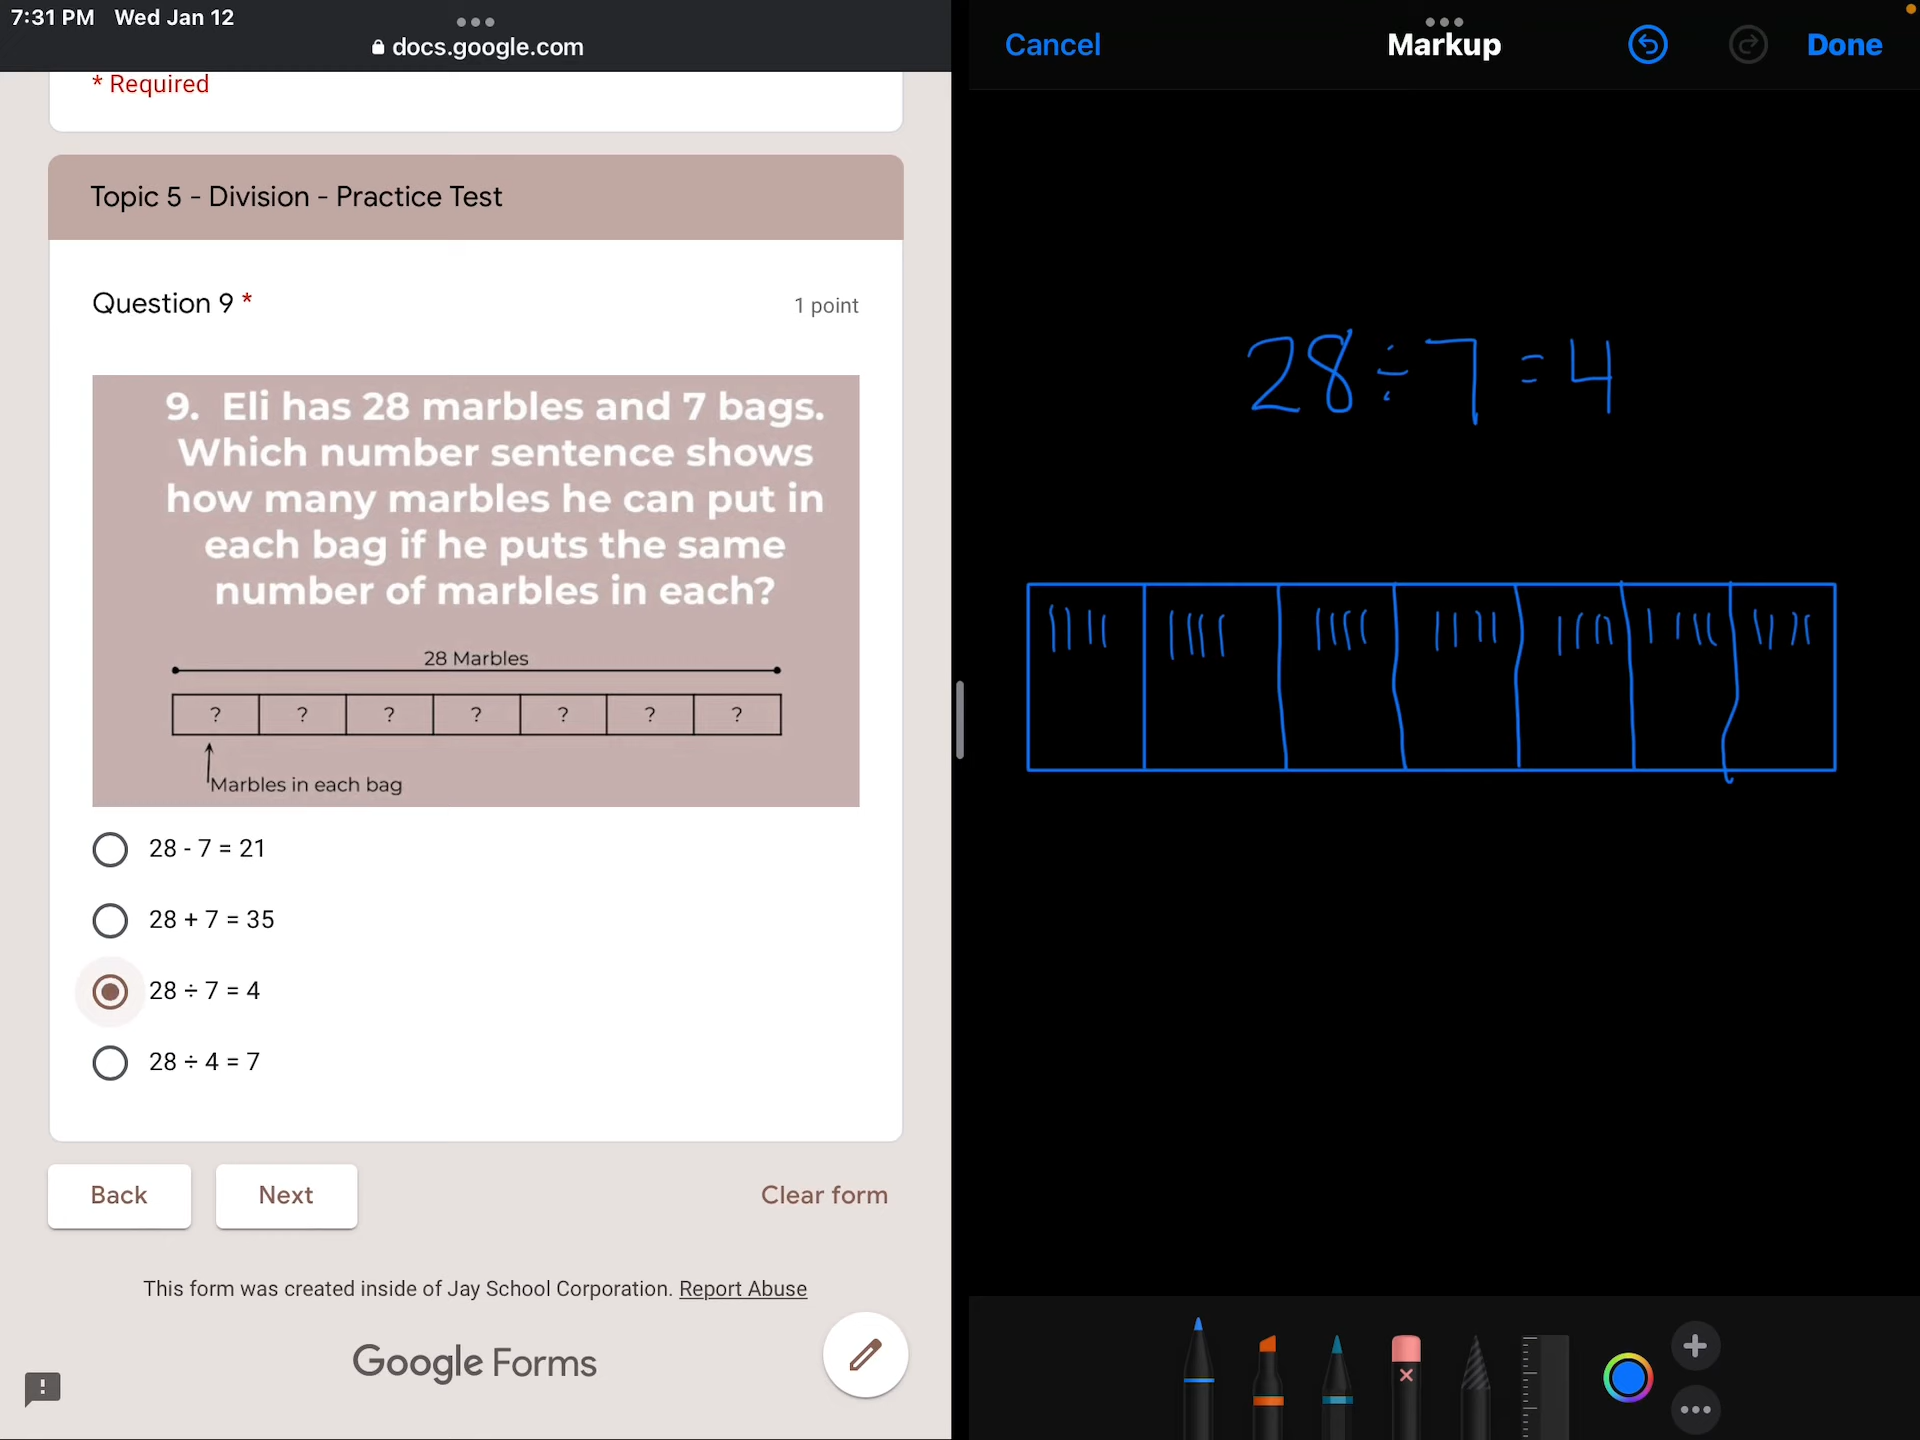 7:31 PM Wed Jan 12
docs.google.com
* Required
Topic 5 - Division - Practice Test
Question 9 *
1 point
9. Eli has 28 marbles and 7 bags.
Which number sentence shows
how many marbles he can put in
each bag if he puts the same
number of marbles in each?
28 Marbles
? ? ? ? ? ? ?
Marbles in each bag
28 - 7 = 21
28 + 7 = 35
28 ÷ 7 = 4
28 ÷ 4 = 7
Back
Next
Clear form
This form was created inside of Jay School Corporation. Report Abuse
Google Forms
Cancel
Markup
Done
28 ÷ 7 = 4